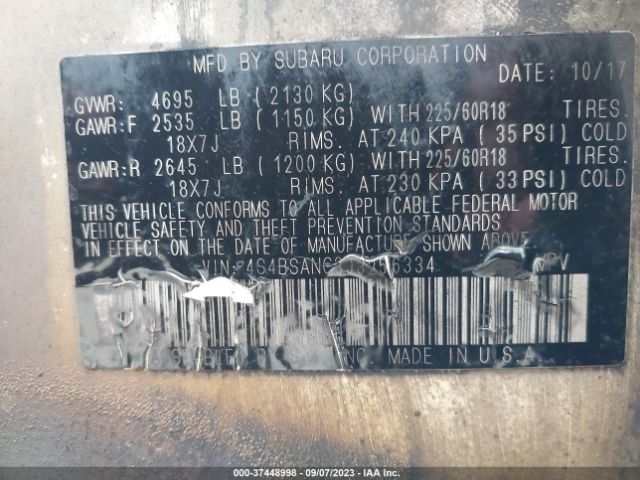 MFD BY SUBARU CORPORATION
DATE: 10/17
GVWR: 4695 LB (2130 KG)
GAWR:F 2535 LB (1150 KG) WITH 225/60R18 TIRES.
18X7J RIMS. AT 240 KPA (35 PSI) COLD
GAWR:R 2645 LB (1200 KG) WITH 225/60R18 TIRES.
18X7J RIMS. AT 230 KPA (33 PSI) COLD
THIS VEHICLE CONFORMS TO ALL APPLICABLE FEDERAL MOTOR
VEHICLE SAFETY AND THEFT PREVENTION STANDARDS
IN EFFECT ON THE DATE OF MANUFACTURE SHOWN ABOVE.
VIN: MPV
MADE IN U.S.A
000-37448998 - 09/07/2023 - IAA Inc.